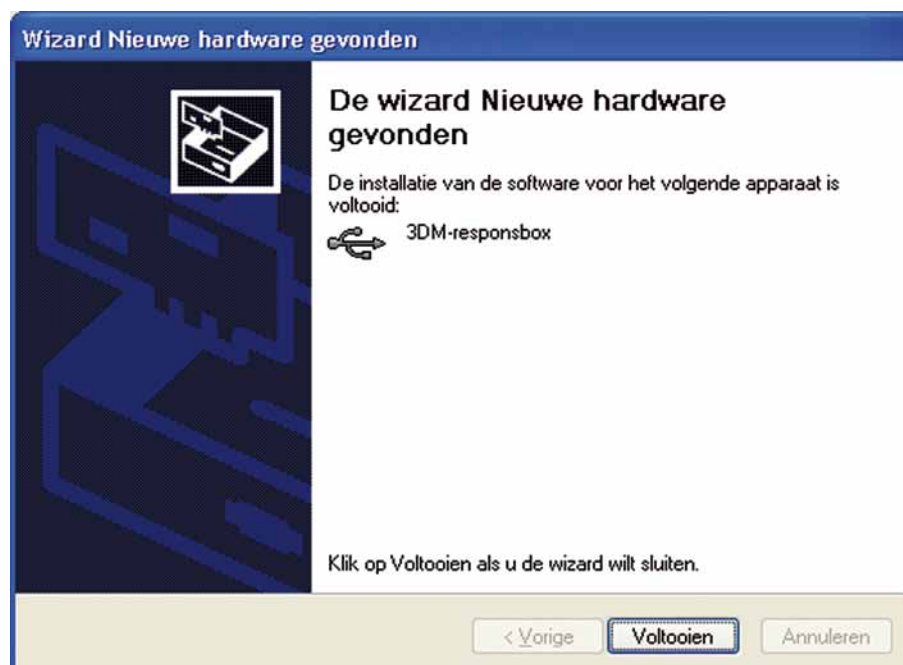 Wizard Nieuwe hardware gevonden
De wizard Nieuwe hardware
gevonden
De installatie van de software voor het volgende apparaat is
voltooid:
3DM-responsbox
Klik op Voltooien als u de wizard wilt sluiten.
< Vorige
Voltooien
Annuleren